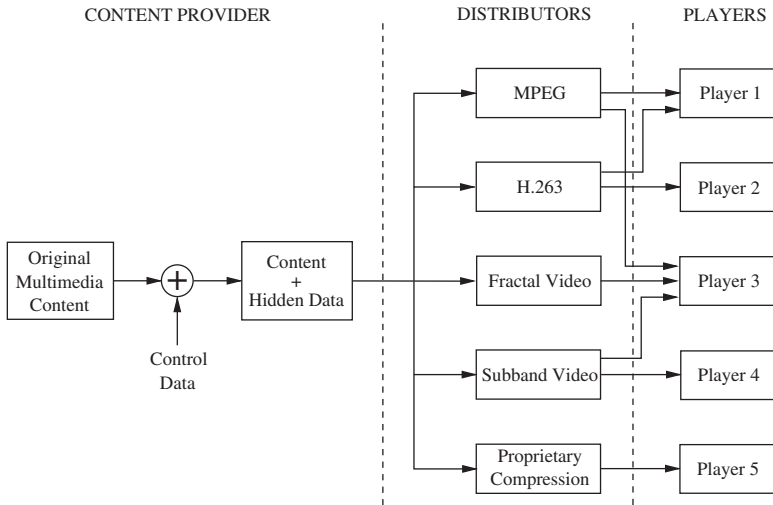 CONTENT PROVIDER
DISTRIBUTORS
PLAYERS
Original
Multimedia
Content
+
Control
Data
Content
+
Hidden Data
MPEG
H.263
Fractal Video
Subband Video
Proprietary
Compression
Player 1
Player 2
Player 3
Player 4
Player 5